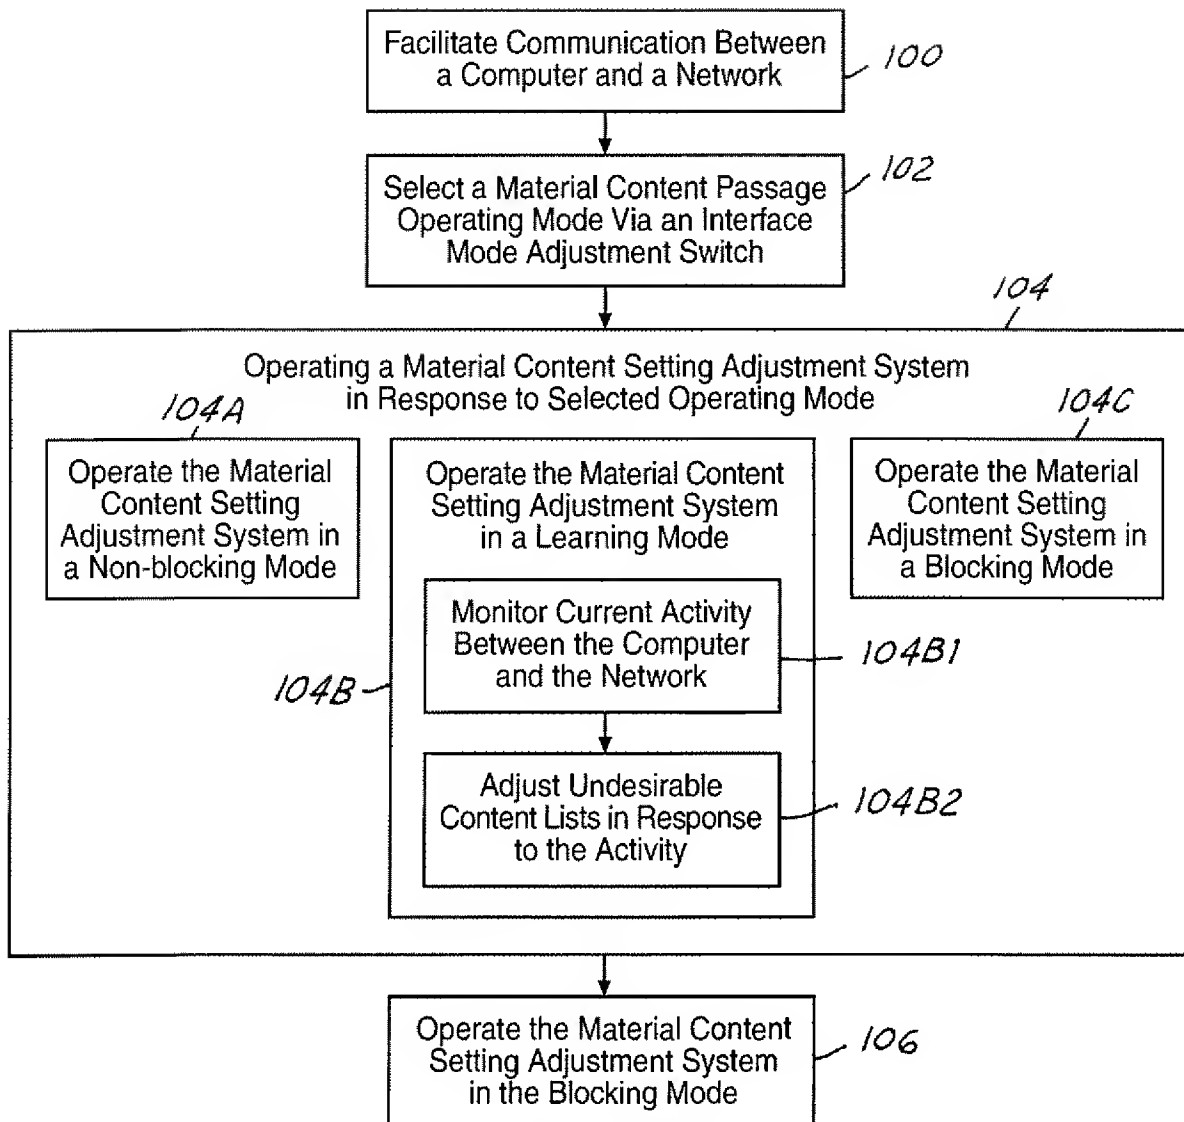 Facilitate Communication Between
a Computer and a Network
100
Select a Material Content Passage
Operating Mode Via an Interface
Mode Adjustment Switch
102
104
Operating a Material Content Setting Adjustment System
in Response to Selected Operating Mode
104A
Operate the Material
Content Setting
Adjustment System in
a Non-blocking Mode
Operate the Material Content
Setting Adjustment System
in a Learning Mode
104C
Operate the Material
Content Setting
Adjustment System in
a Blocking Mode
Monitor Current Activity
Between the Computer
and the Network
104B1
104B
Adjust Undesirable
Content Lists in Response
to the Activity
104B2
Operate the Material Content
Setting Adjustment System
in the Blocking Mode
106